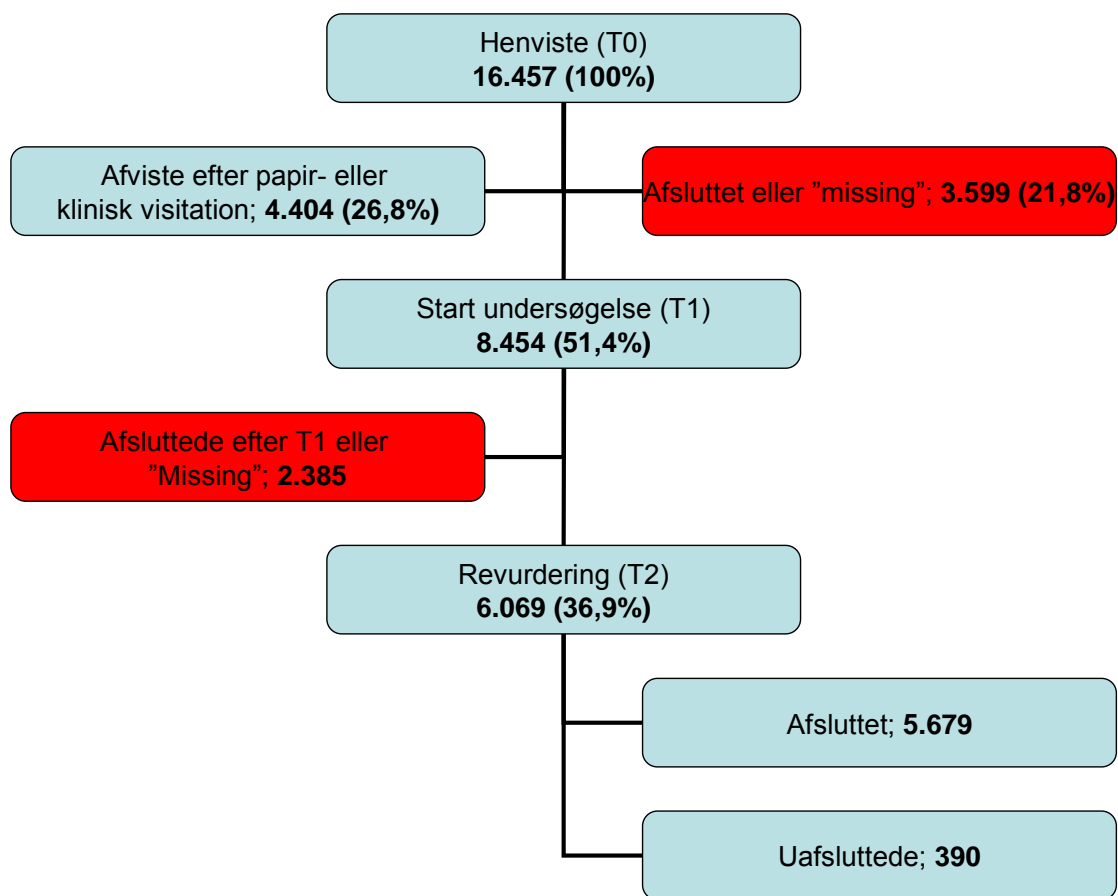 Henviste (T0)
16.457 (100%)
Afviste efter papir- eller
klinisk visitation; 4.404 (26,8%)
Afsluttet eller ”missing”; 3.599 (21,8%)
Start undersøgelse (T1)
8.454 (51,4%)
Afsluttede efter T1 eller
”Missing”; 2.385
Revurdering (T2)
6.069 (36,9%)
Afsluttet; 5.679
Uafsluttede; 390